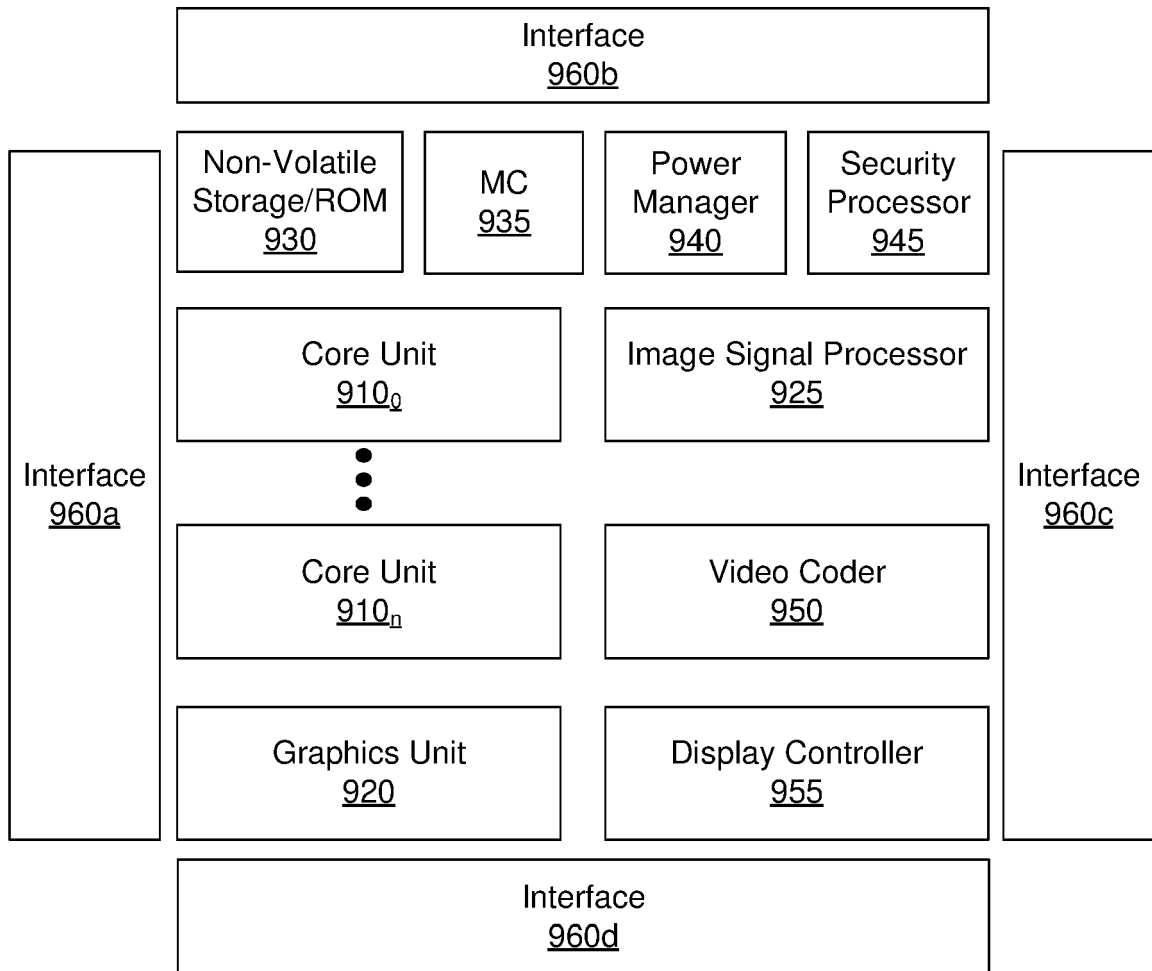 Interface
960b
Non-Volatile
Storage/ROM
930
MC
935
Power
Manager
940
Security
Processor
945
Interface
960a
Core Unit
910₀
Image Signal Processor
925
Interface
960c
Core Unit
910ₙ
Video Coder
950
Graphics Unit
920
Display Controller
955
Interface
960d